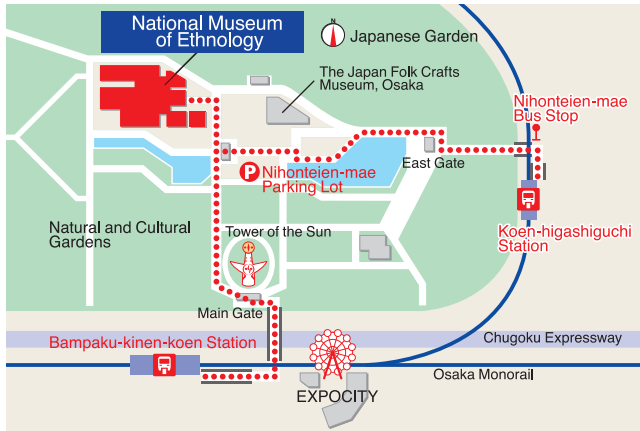 National Museum
of Ethnology
N
Japanese Garden
The Japan Folk Crafts
Museum, Osaka
Nihonteien-mae
Bus Stop
East Gate
P
Nihonteien-mae
Parking Lot
Koen-higashiguchi
Station
Natural and Cultural
Gardens
Tower of the Sun
Main Gate
Bampaku-kinen-koen Station
Chugoku Expressway
Osaka Monorail
EXPOCITY